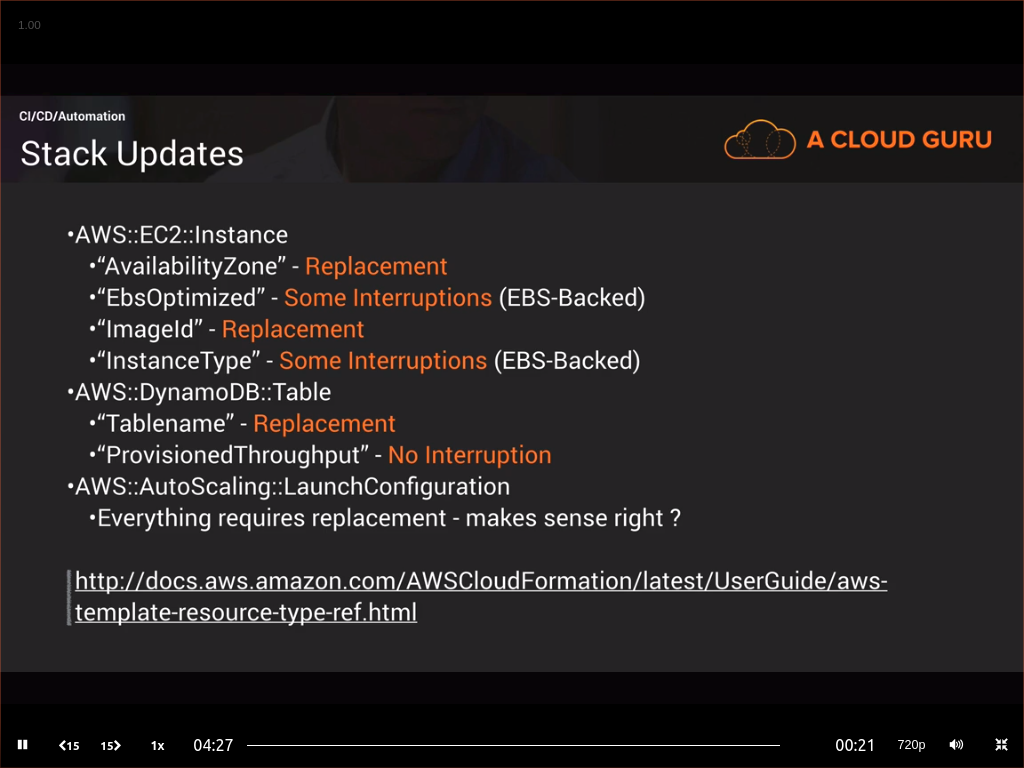 1.00
CI/CD/Automation
Stack Updates
A CLOUD GURU
•AWS::EC2::Instance
•“AvailabilityZone” - Replacement
•“EbsOptimized” - Some Interruptions (EBS-Backed)
•“ImageId” - Replacement
•“InstanceType” - Some Interruptions (EBS-Backed)
•AWS::DynamoDB::Table
•“Tablename” - Replacement
•“ProvisionedThroughput” - No Interruption
•AWS::AutoScaling::LaunchConfiguration
•Everything requires replacement - makes sense right ?
http://docs.aws.amazon.com/AWSCloudFormation/latest/UserGuide/aws-
template-resource-type-ref.html
15 15 1x 04:27 00:21 720p